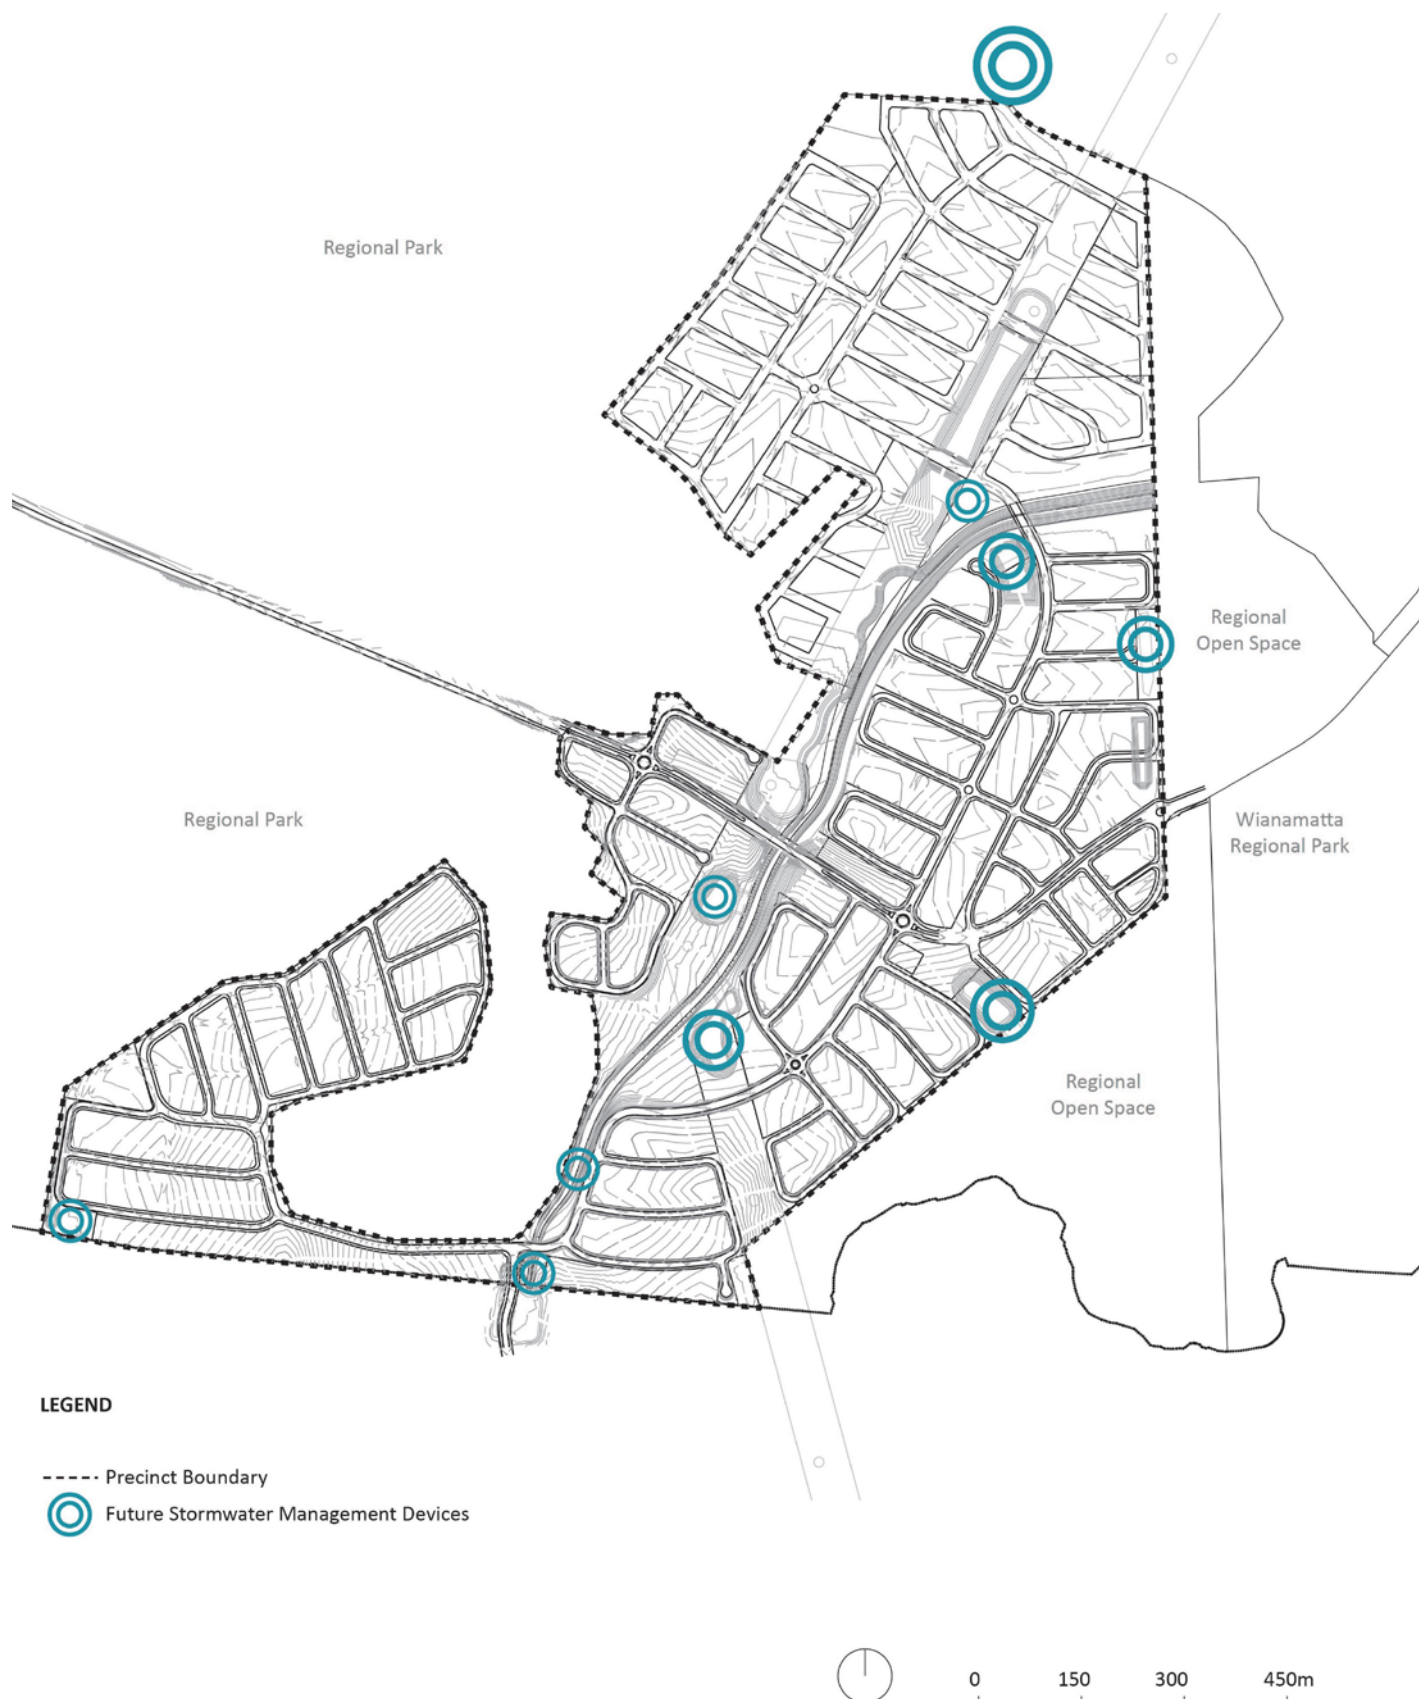 Regional Park
Regional
Open Space
Regional Park
Wianamatta
Regional Park
Regional
Open Space
LEGEND
Precinct Boundary
Future Stormwater Management Devices
0 150 300 450m